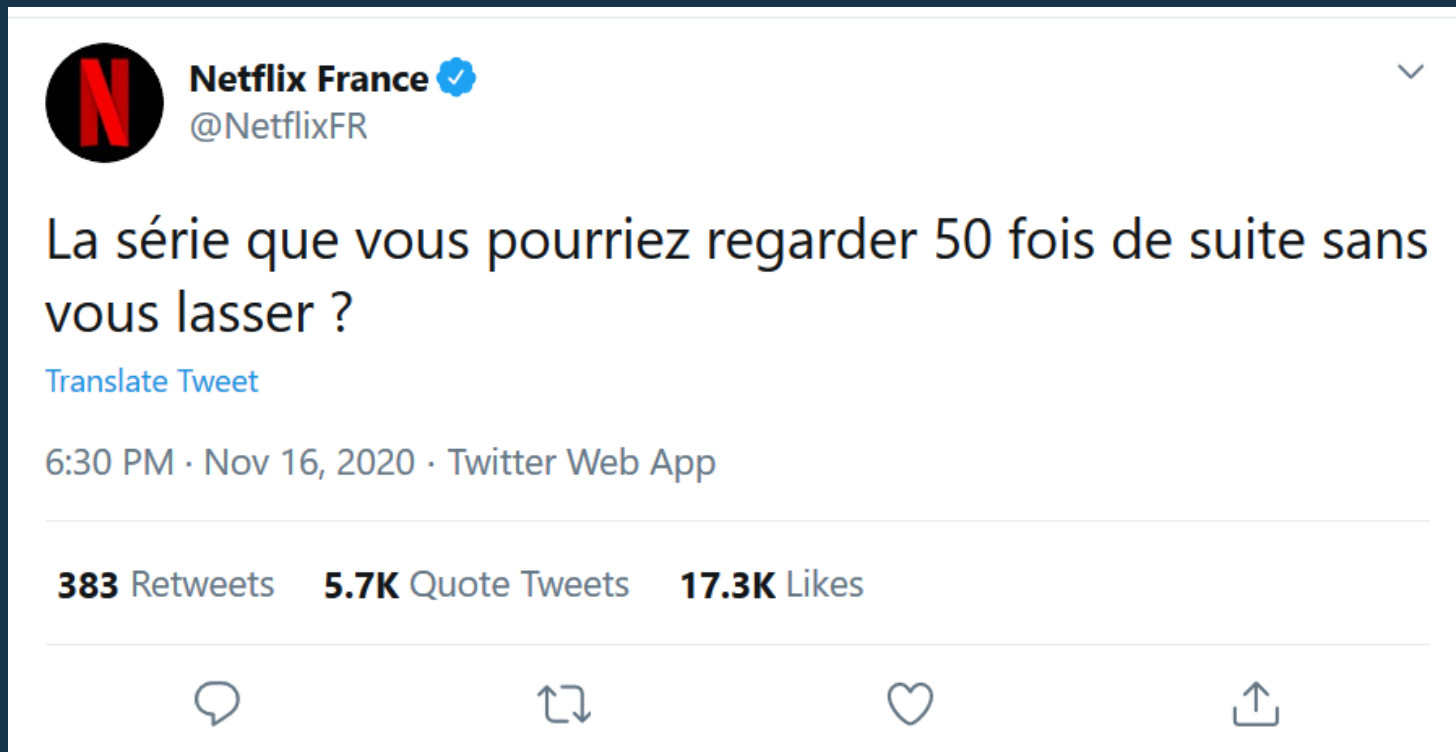 N
Netflix France
@NetflixFR
La série que vous pourriez regarder 50 fois de suite sans
vous lasser ?
Translate Tweet
6:30 PM · Nov 16, 2020 · Twitter Web App
383 Retweets 5.7K Quote Tweets 17.3K Likes